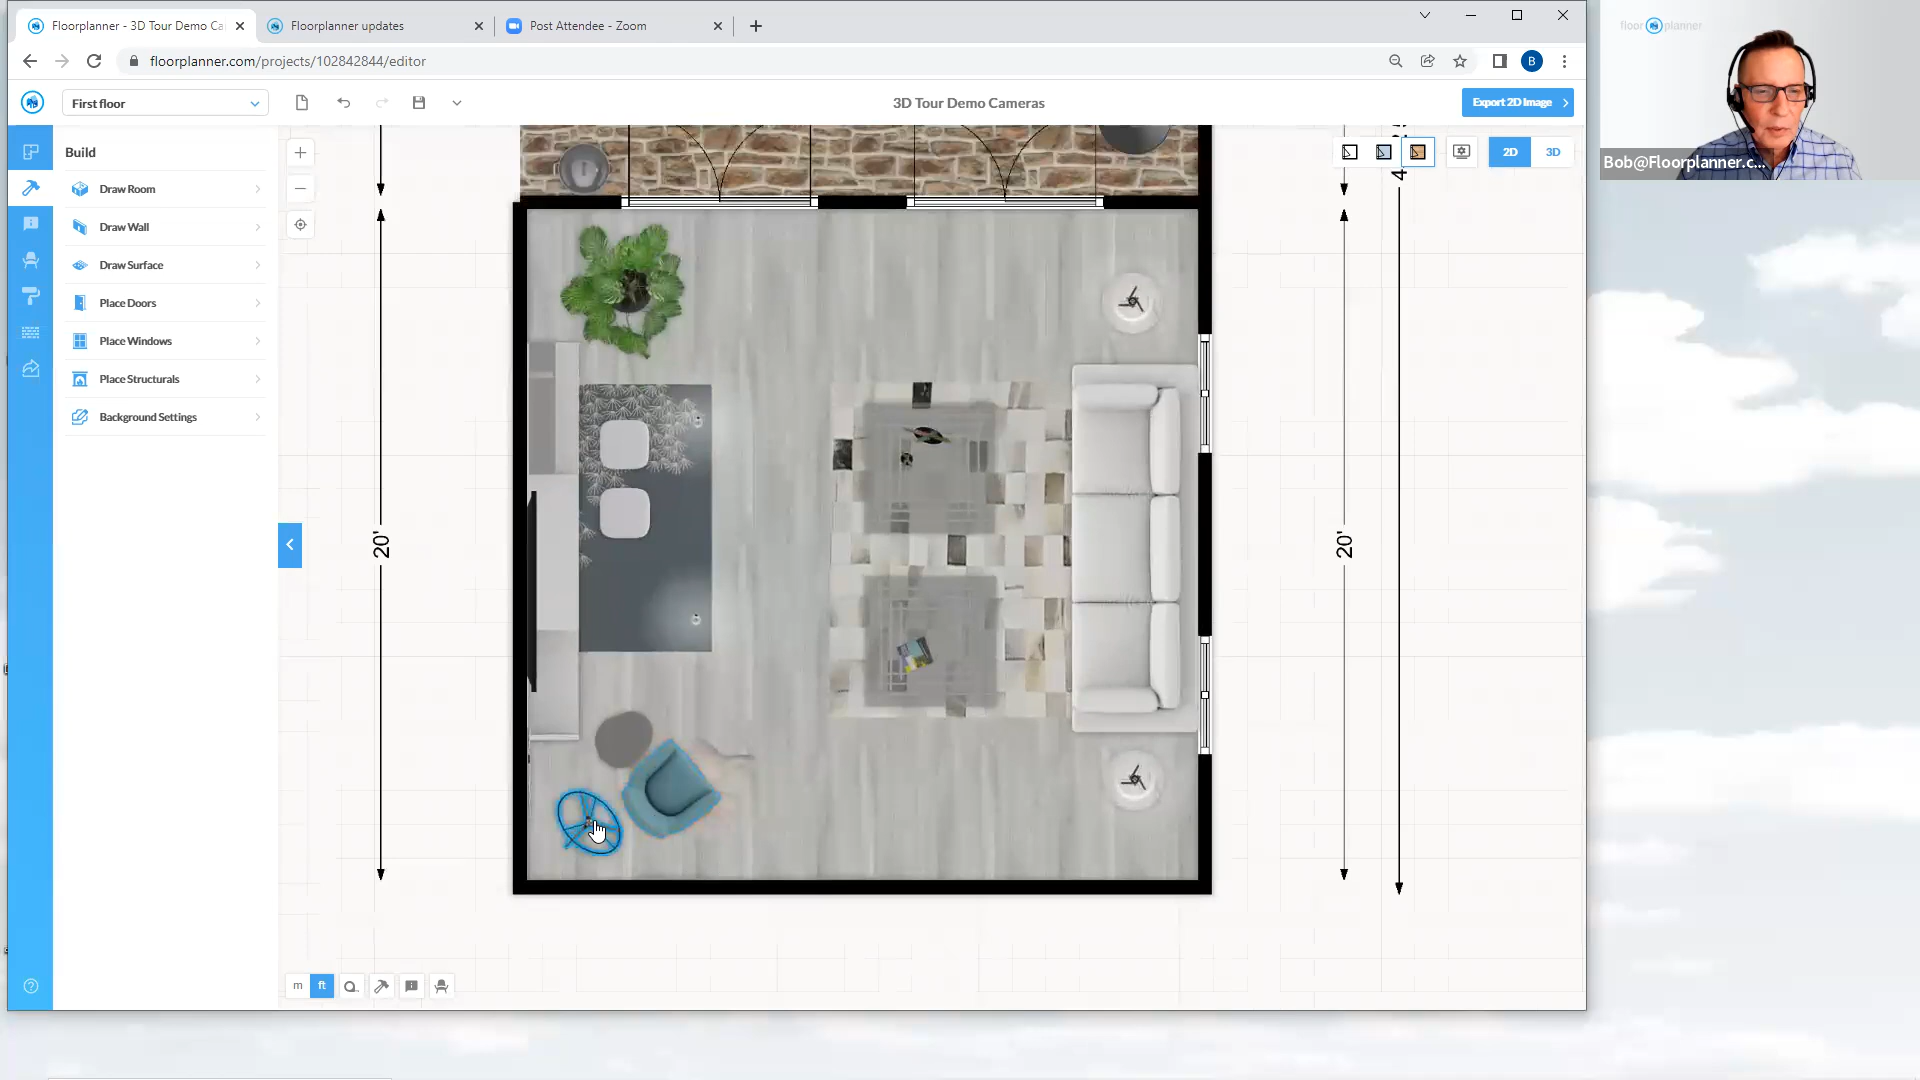 Floorplanner - 3D Tour Demo Ca
Floorplanner updates
Post Attendee - Zoom
floorplanner.com/projects/102842844/editor
B
First floor
3D Tour Demo Cameras
Export 2D Image
Build
Draw Room
Draw Wall
Draw Surface
Place Doors
Place Windows
Place Structurals
Background Settings
2D
3D
20'
20'
m
ft
floor planner
Bob@Floorplanner.c...